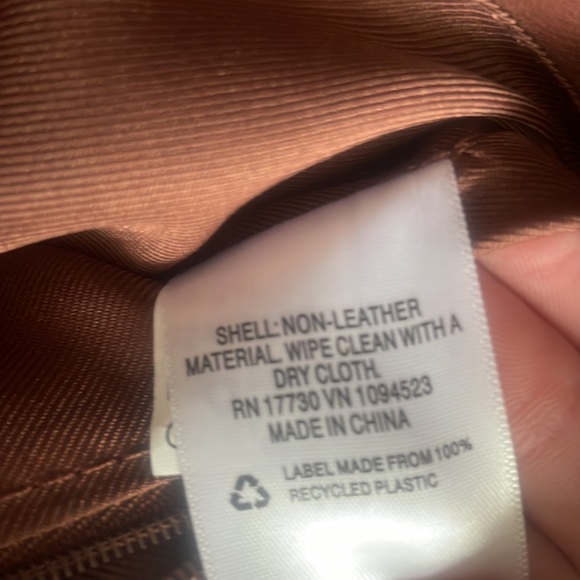 SHELL: NON-LEATHER
MATERIAL. WIPE CLEAN WITH A
DRY CLOTH.
RN 17730 VN 1094523
MADE IN CHINA
LABEL MADE FROM 100%
RECYCLED PLASTIC